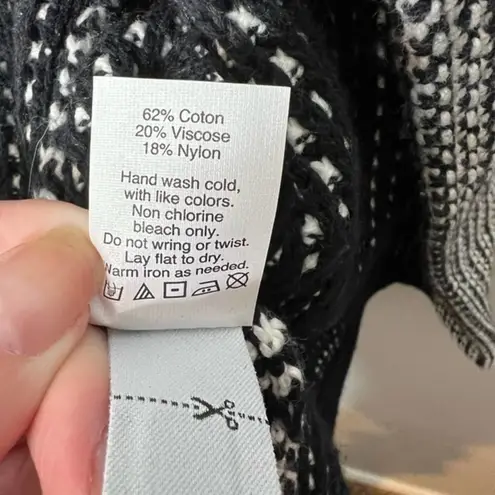 62% Coton
20% Viscose
18% Nylon
Hand wash cold,
with like colors.
Non chlorine
bleach only.
Do not wring or twist.
Lay flat to dry.
Warm iron as needed.